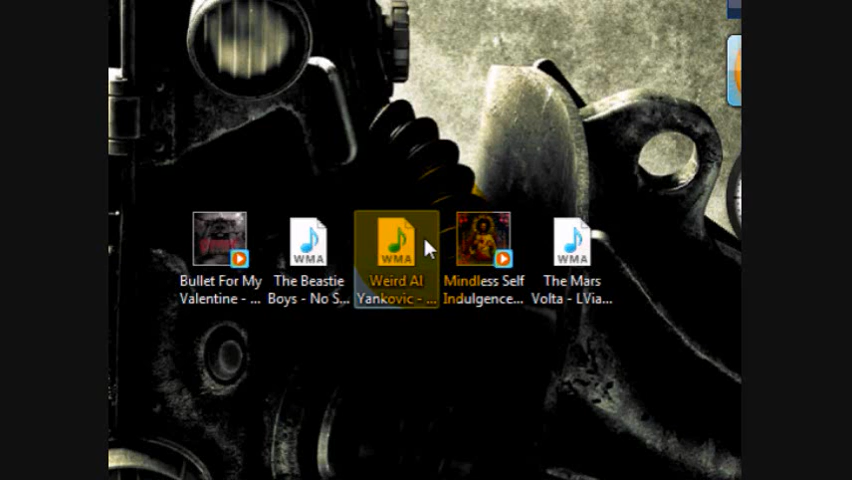 WMA
WMA
WMA
Bullet For My
Valentine - ...
The Beastie
Boys - No S...
Weird Al
Yankovic - ...
Mindless Self
Indulgence...
The Mars
Volta - LVia...